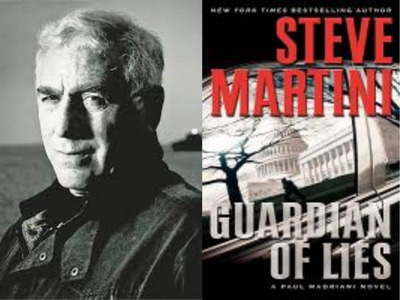 NEW YORK TIMES BESTSELLING AUTHOR
STEVE
MARTINI
GUARDIAN
OF LIES
A PAUL MADRIANI NOVEL